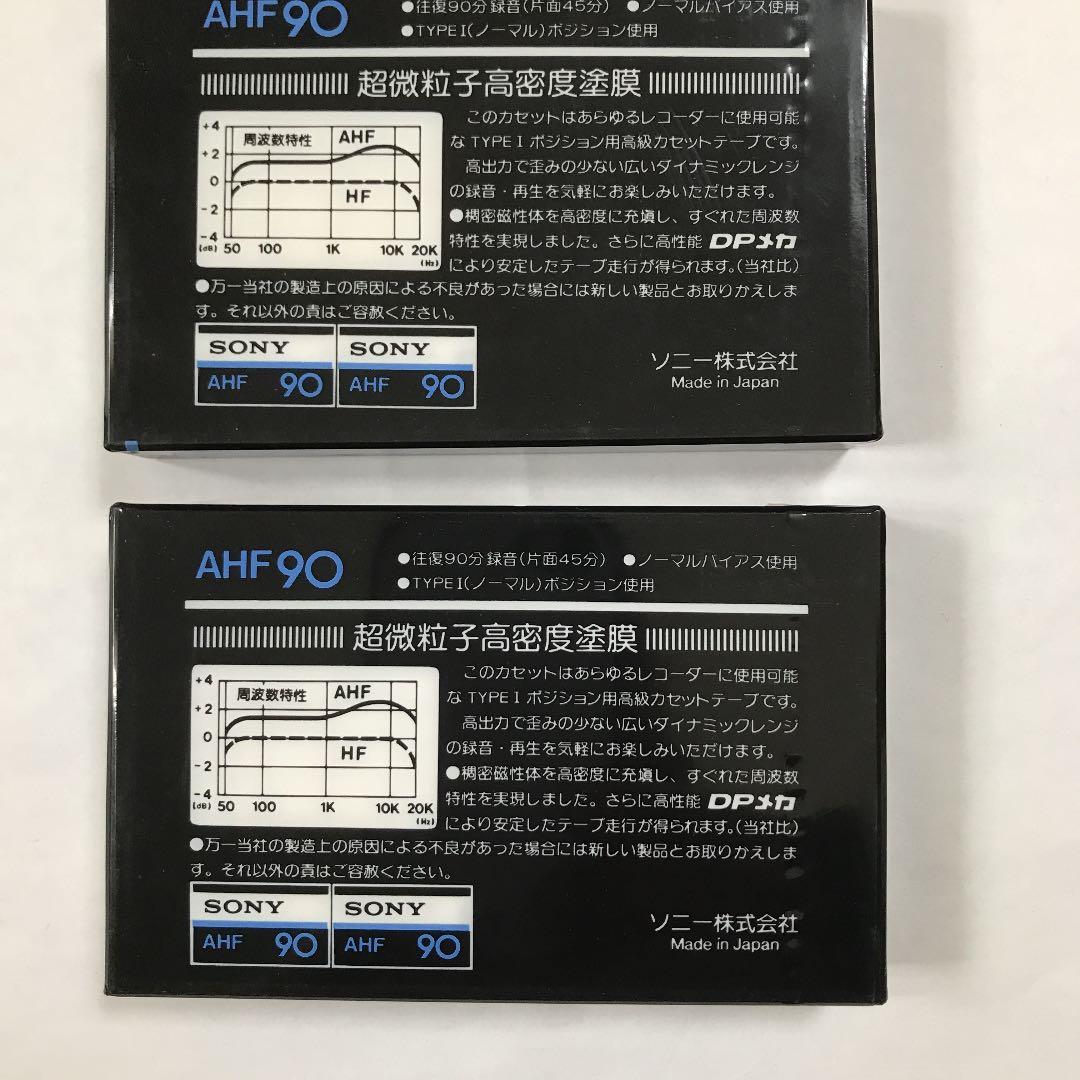 AHF90
●往復90分録音(片面45分) ●ノーマルバイアス使用
●TYPEI(ノーマル)ポジション使用
超微粒子高密度塗膜
周波数特性
AHF
HF
+4
+2
0
-2
-4
(dB) 50 100 1K 10K 20K
(Hz)
このカセットはあらゆるレコーダーに使用可能
な TYPE I ポジション用高級カセットテープです。
高出力で歪みの少ない広いダイナミックレンジ
の録音・再生を気軽にお楽しみいただけます。
●稠密磁性体を高密度に充填し、すぐれた周波数
特性を実現しました。さらに高性能 DPメカ
により安定したテープ走行が得られます。(当社比)
●万一当社の製造上の原因による不良があった場合には新しい製品とお取りかえしま
す。それ以外の責はご容赦ください。
SONY SONY
AHF 90 AHF 90
ソニー株式会社
Made in Japan
AHF90
●往復90分録音(片面45分) ●ノーマルバイアス使用
●TYPEI(ノーマル)ポジション使用
超微粒子高密度塗膜
周波数特性
AHF
HF
+4
+2
0
-2
-4
(dB) 50 100 1K 10K 20K
(Hz)
このカセットはあらゆるレコーダーに使用可能
な TYPE I ポジション用高級カセットテープです。
高出力で歪みの少ない広いダイナミックレンジ
の録音・再生を気軽にお楽しみいただけます。
●稠密磁性体を高密度に充填し、すぐれた周波数
特性を実現しました。さらに高性能 DPメカ
により安定したテープ走行が得られます。(当社比)
●万一当社の製造上の原因による不良があった場合には新しい製品とお取りかえしま
す。それ以外の責はご容赦ください。
SONY SONY
AHF 90 AHF 90
ソニー株式会社
Made in Japan